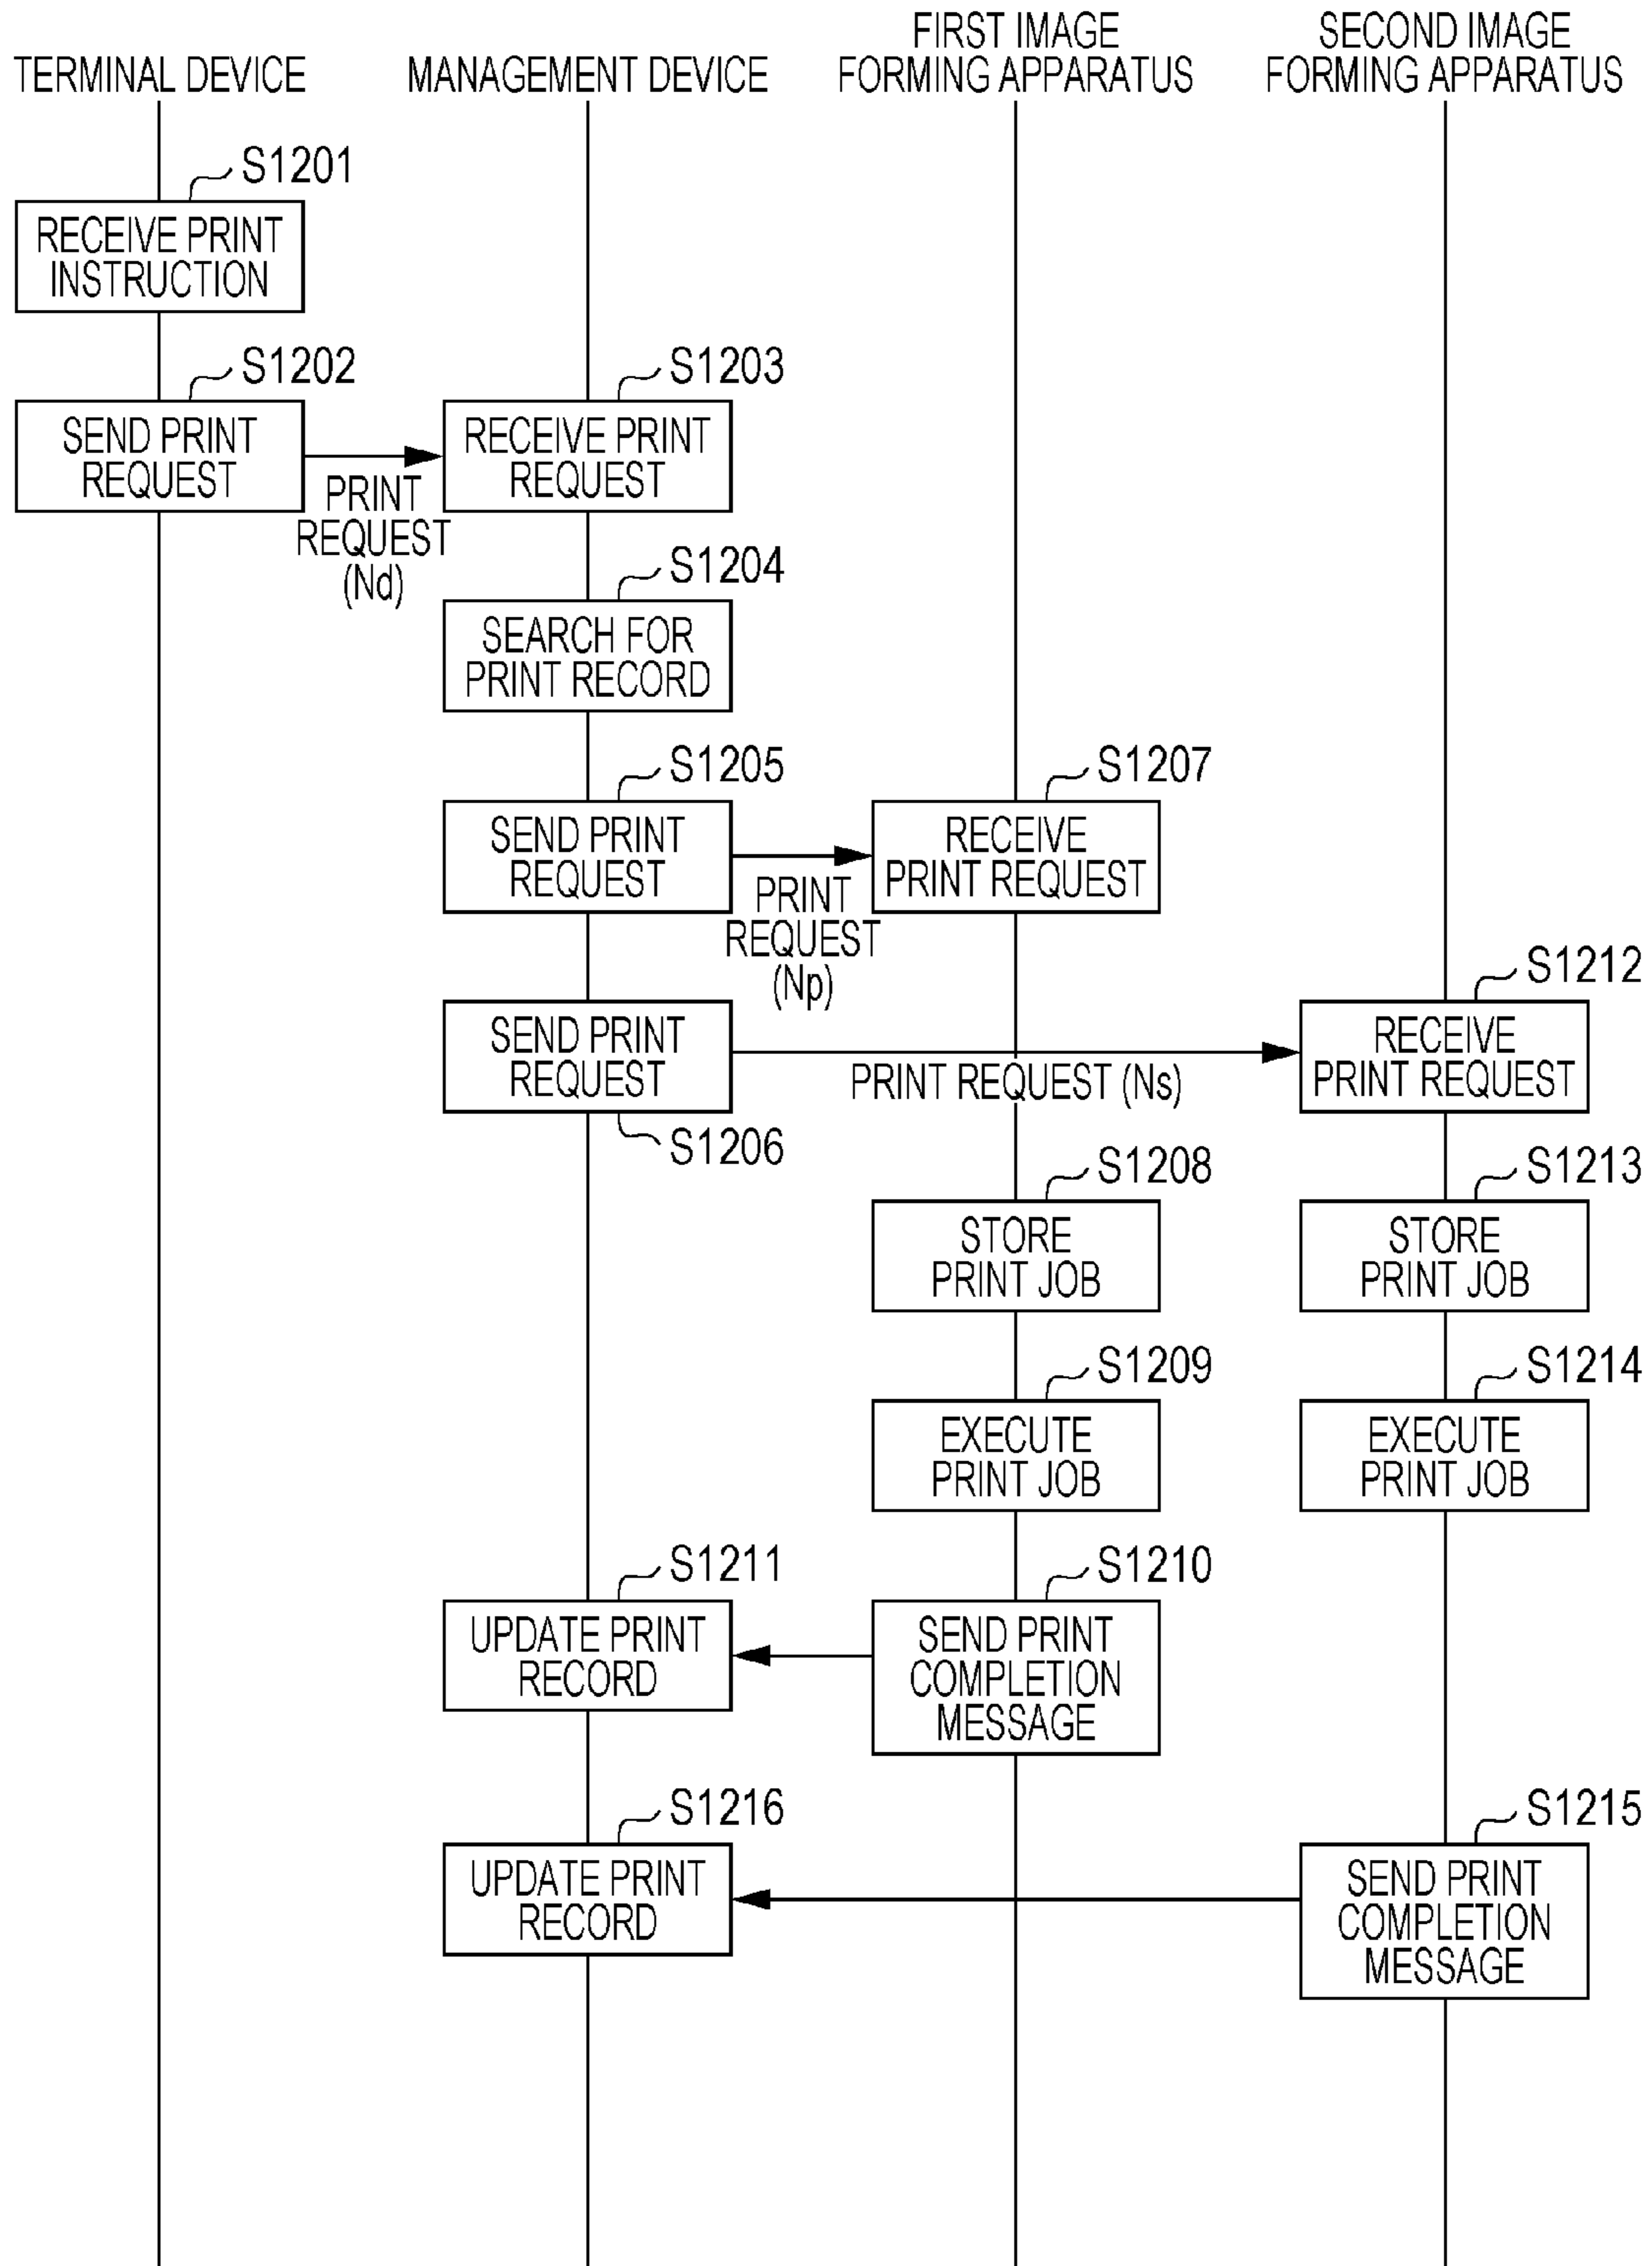 TERMINAL DEVICE
MANAGEMENT DEVICE
FIRST IMAGE
FORMING APPARATUS
SECOND IMAGE
FORMING APPARATUS
S1201
RECEIVE PRINT
INSTRUCTION
S1202
SEND PRINT
REQUEST
PRINT
REQUEST
(Nd)
S1203
RECEIVE PRINT
REQUEST
S1204
SEARCH FOR
PRINT RECORD
S1205
SEND PRINT
REQUEST
PRINT
REQUEST
(Np)
S1207
RECEIVE
PRINT REQUEST
SEND PRINT
REQUEST
S1206
PRINT REQUEST (Ns)
S1212
RECEIVE
PRINT REQUEST
S1208
STORE
PRINT JOB
S1213
STORE
PRINT JOB
S1209
EXECUTE
PRINT JOB
S1214
EXECUTE
PRINT JOB
S1211
UPDATE PRINT
RECORD
S1210
SEND PRINT
COMPLETION
MESSAGE
S1216
UPDATE PRINT
RECORD
S1215
SEND PRINT
COMPLETION
MESSAGE